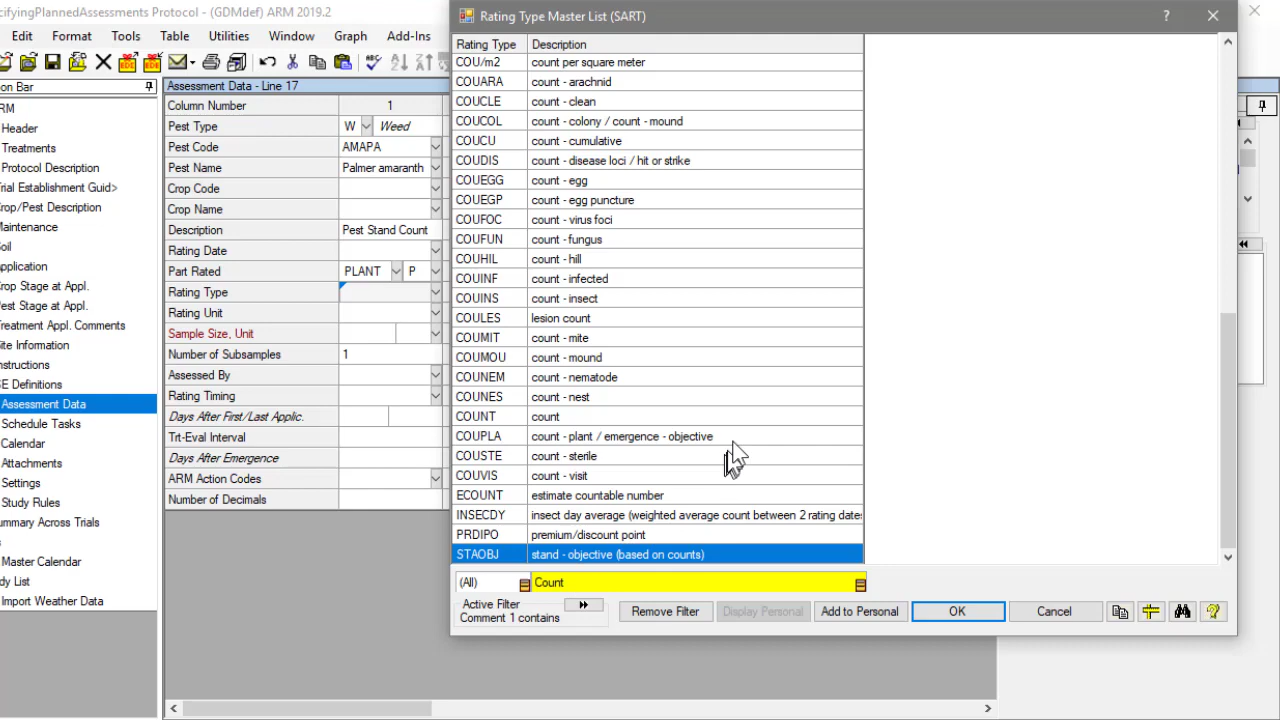 cifyingPlannedAssessments Protocol - (GDMdef) ARM 2019.2
Edit Format Tools Table Utilities Window Graph Add-Ins
on Bar
RM
Header
Treatments
Protocol Description
rial Establishment Guid>
rop/Pest Description
Maintenance
oil
pplication
rop Stage at Appl.
est Stage at Appl.
reatment Appl. Comments
ite Information
nstructions
SE Definitions
Assessment Data
Schedule Tasks
Calendar
Attachments
Settings
Study Rules
ummary Across Trials
s
Master Calendar
dy List
Import Weather Data
Assessment Data - Line 17
Column Number 1
Pest Type W Weed
Pest Code AMAPA
Pest Name Palmer amaranth
Crop Code
Crop Name
Description Pest Stand Count
Rating Date
Part Rated PLANT P
Rating Type
Rating Unit
Sample Size, Unit
Number of Subsamples 1
Assessed By
Rating Timing
Days After First/Last Applic.
Trt-Eval Interval
Days After Emergence
ARM Action Codes
Number of Decimals
Rating Type Master List (SART)
Rating Type Description
COU/m2 count per square meter
COUARA count - arachnid
COUCLE count - clean
COUCOL count - colony / count - mound
COUCU count - cumulative
COUDIS count - disease loci / hit or strike
COUEGG count - egg
COUEGP count - egg puncture
COUFOC count - virus foci
COUFUN count - fungus
COUHIL count - hill
COUINF count - infected
COUINS count - insect
COULES lesion count
COUMIT count - mite
COUMOU count - mound
COUNEM count - nematode
COUNES count - nest
COUNT count
COUPLA count - plant / emergence - objective
COUSTE count - sterile
COUVIS count - visit
ECOUNT estimate countable number
INSECDY insect day average (weighted average count between 2 rating dates
PRDIPO premium/discount point
STAOBJ stand - objective (based on counts)
(All) Count
Active Filter
Comment 1 contains
Remove Filter Display Personal Add to Personal OK Cancel